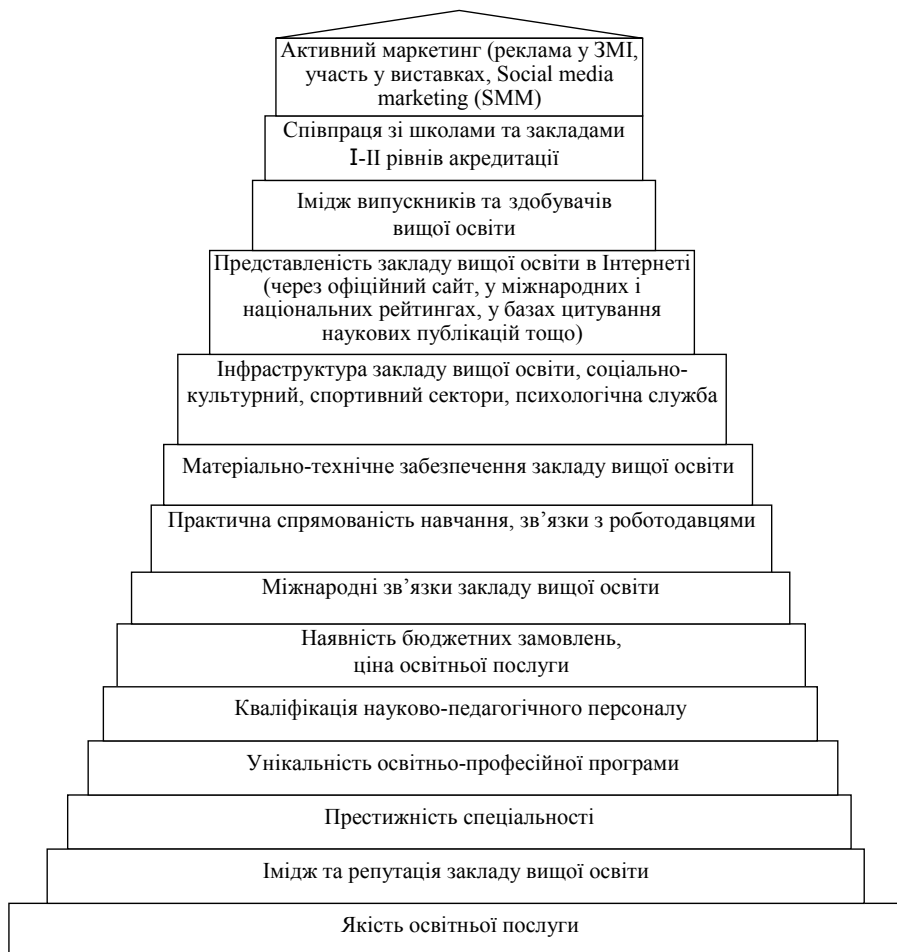 Активний маркетинг (реклама у ЗМІ,
участь у виставках, Social media
marketing (SMM)
Співпраця зі школами та закладами
І-ІІ рівнів акредитації
Імідж випускників та здобувачів
вищої освіти
Представленість закладу вищої освіти в Інтернеті
(через офіційний сайт, у міжнародних і
національних рейтингах, у базах цитування
наукових публікацій тощо)
Інфраструктура закладу вищої освіти, соціально-
культурний, спортивний сектори, психологічна служба
Матеріально-технічне забезпечення закладу вищої освіти
Практична спрямованість навчання, зв’язки з роботодавцями
Міжнародні зв’язки закладу вищої освіти
Наявність бюджетних замовлень,
ціна освітньої послуги
Кваліфікація науково-педагогічного персоналу
Унікальність освітньо-професійної програми
Престижність спеціальності
Імідж та репутація закладу вищої освіти
Якість освітньої послуги